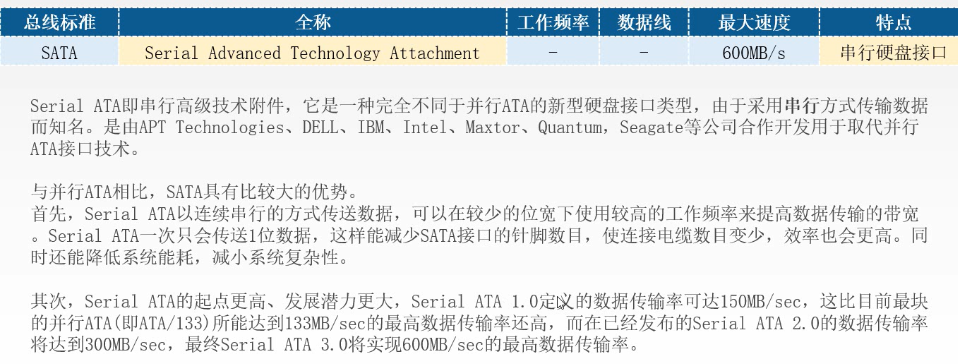 总线标准 全称 工作频率 数据线 最大速度 特点
SATA Serial Advanced Technology Attachment - - 600MB/s 串行硬盘接口
Serial ATA即串行高级技术附件，它是一种完全不同于并行ATA的新型硬盘接口类型，由于采用串行方式传输数据
而知名。是由APT Technologies、DELL、IBM、Intel、Maxtor、Quantum，Seagate等公司合作开发用于取代并行
ATA接口技术。
与并行ATA相比，SATA具有比较大的优势。
首先，Serial ATA以连续串行的方式传送数据，可以在较少的位宽下使用较高的工作频率来提高数据传输的带宽
。Serial ATA一次只会传送1位数据，这样能减少SATA接口的针脚数目，使连接电缆数目变少，效率也会更高。同
时还能降低系统能耗，减小系统复杂性。
其次，Serial ATA的起点更高、发展潜力更大，Serial ATA 1.0定义的数据传输率可达150MB/sec，这比目前最块
的并行ATA(即ATA/133)所能达到133MB/sec的最高数据传输率还高，而在已经发布的Serial ATA 2.0的数据传输率
将达到300MB/sec，最终Serial ATA 3.0将实现600MB/sec的最高数据传输率。